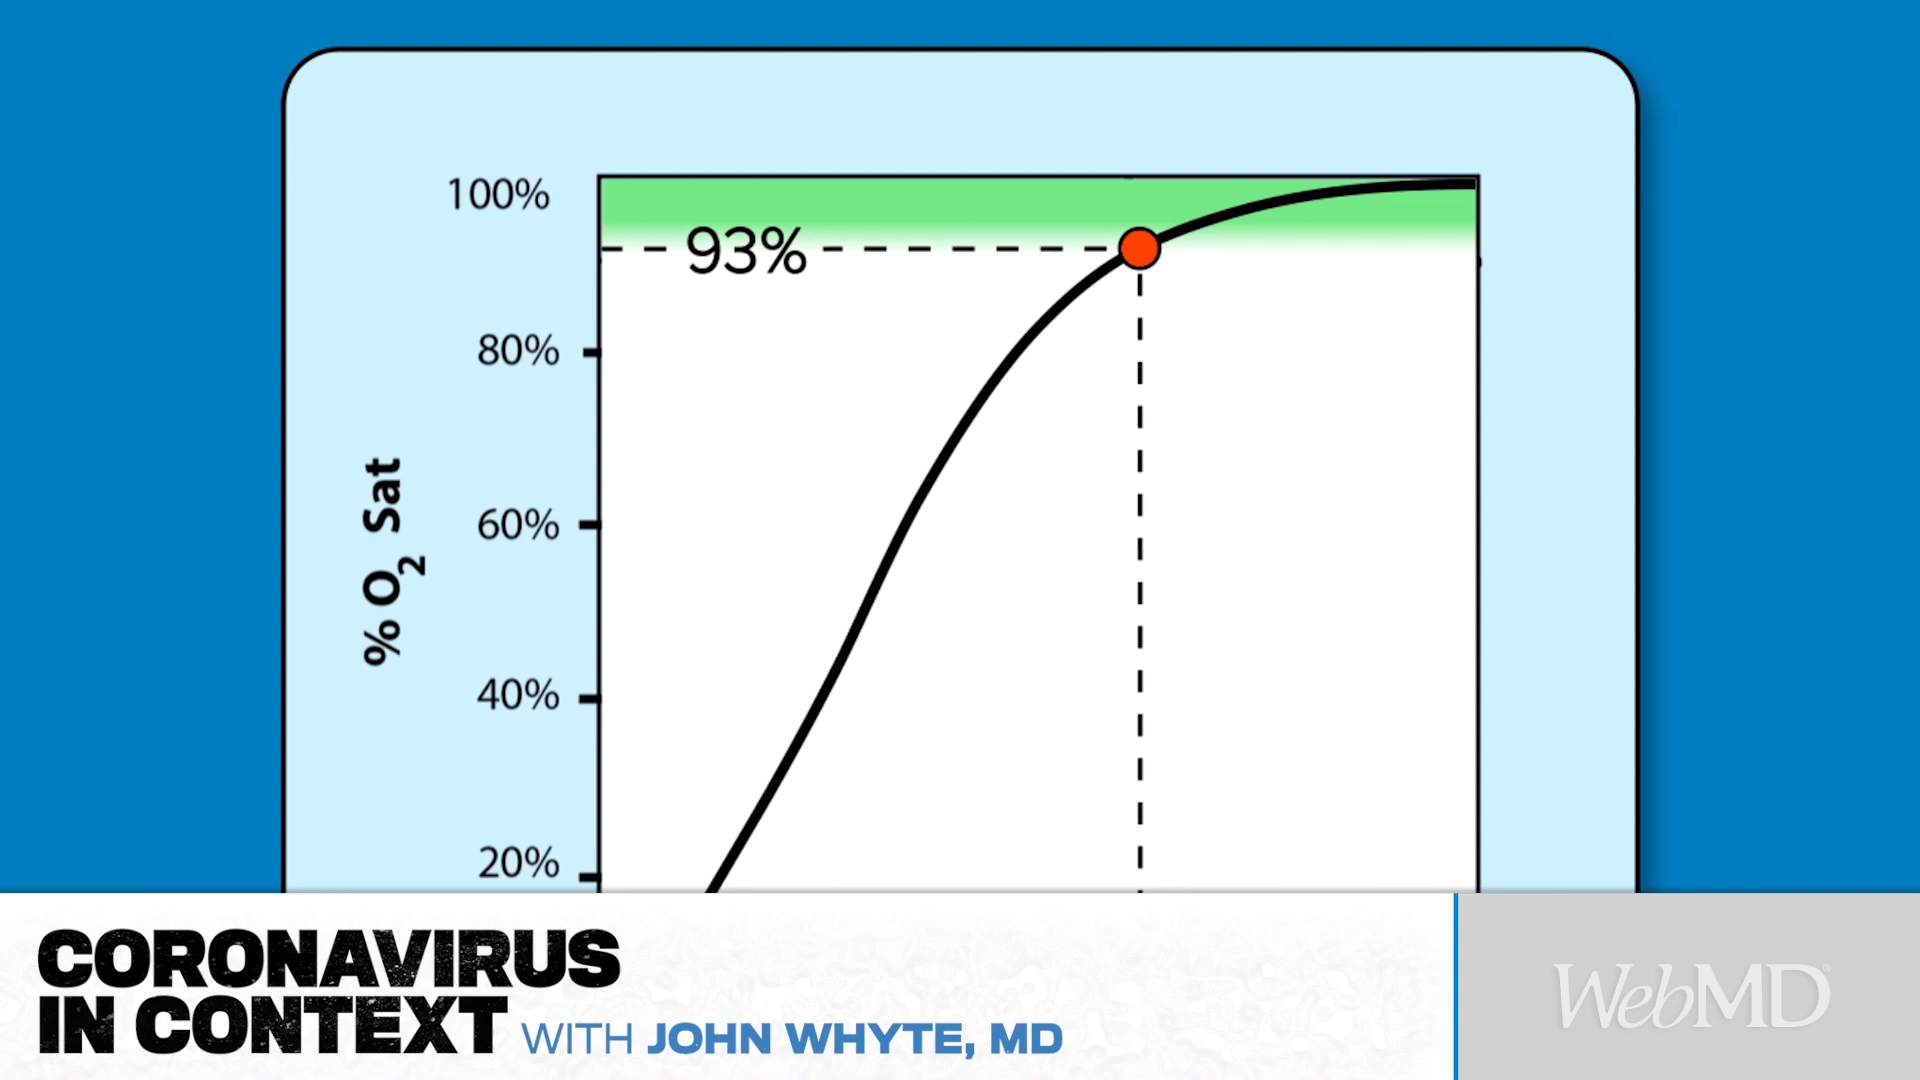 100%
93%
80%
60%
40%
20%
% O2 Sat
CORONAVIRUS
IN CONTEXT WITH JOHN WHYTE, MD
WebMD®